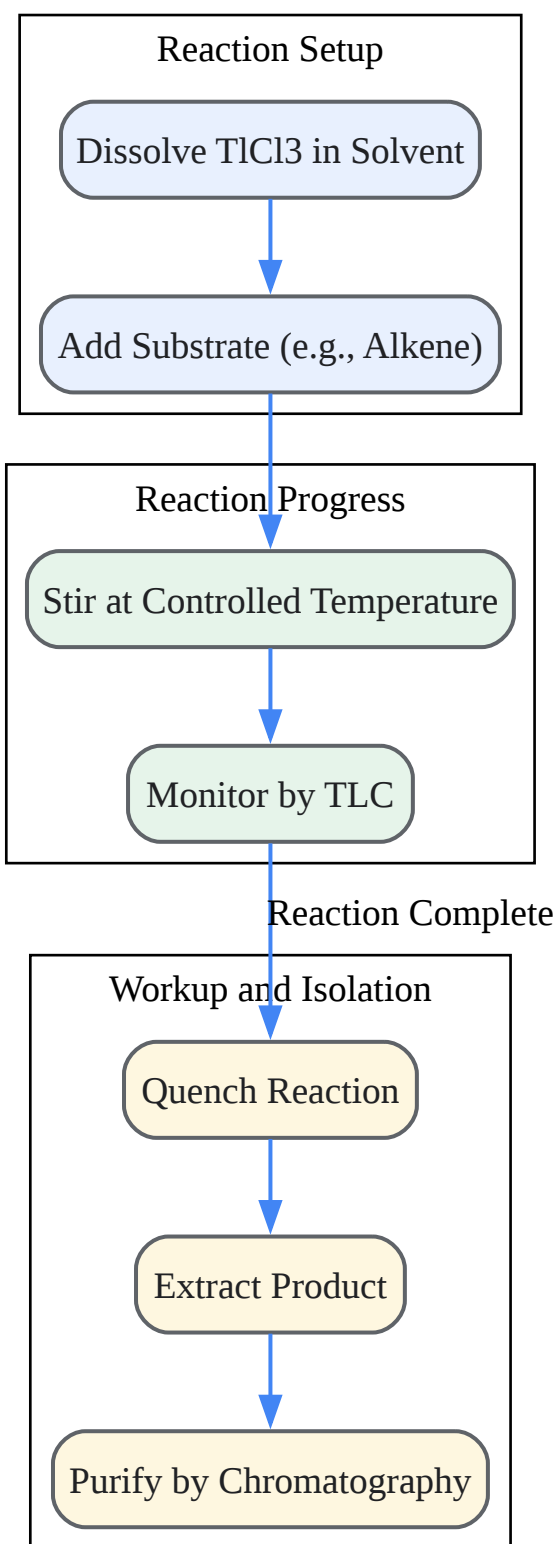 Reaction Setup
Dissolve TlCl3 in Solvent
Add Substrate (e.g., Alkene)
Reaction Progress
Stir at Controlled Temperature
Monitor by TLC
Reaction Complete
Workup and Isolation
Quench Reaction
Extract Product
Purify by Chromatography